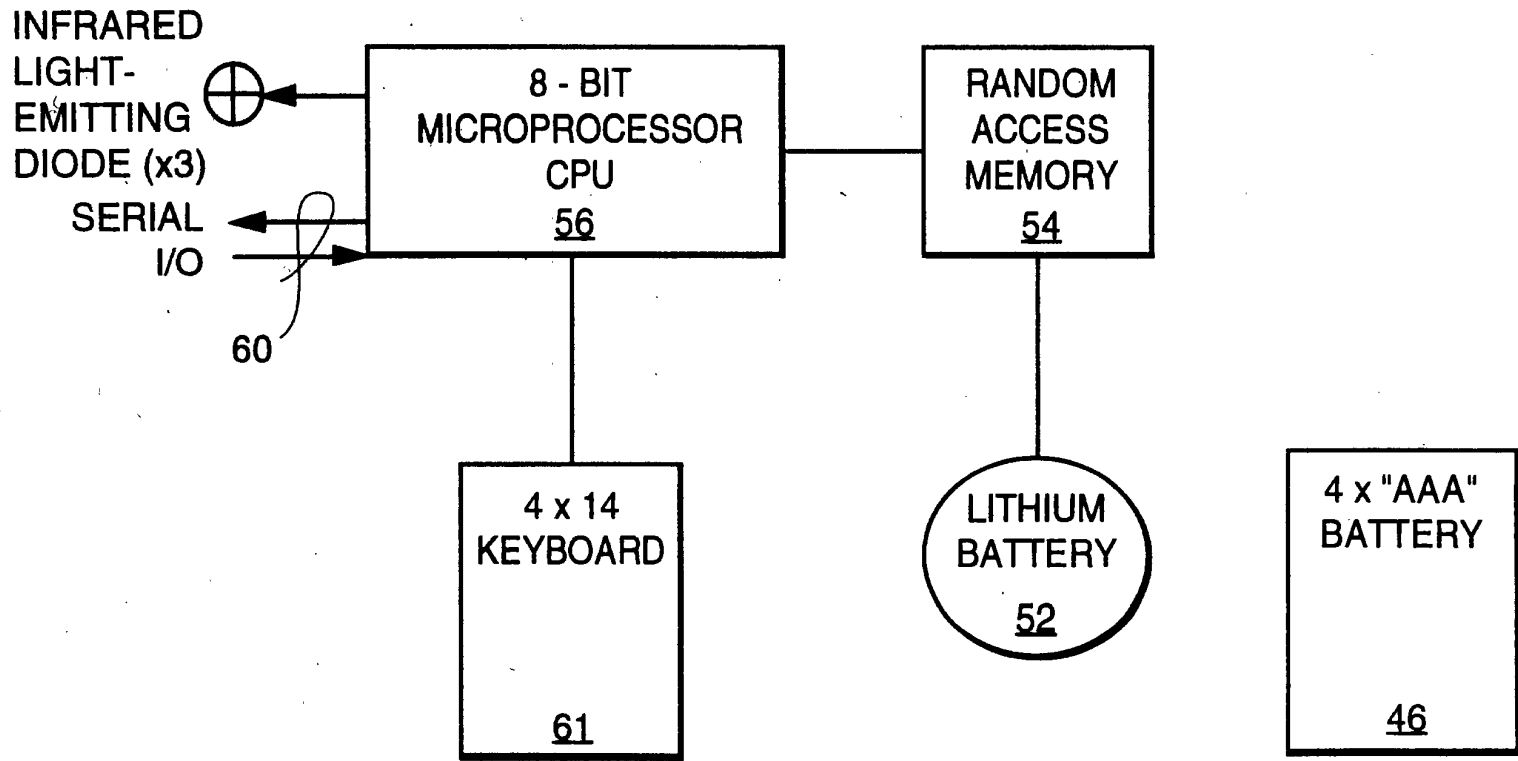 INFRARED
LIGHT-
EMITTING
DIODE (x3)
SERIAL
I/O
60
8 - BIT
MICROPROCESSOR
CPU
56
RANDOM
ACCESS
MEMORY
54
4 x 14
KEYBOARD
61
LITHIUM
BATTERY
52
4 x "AAA"
BATTERY
46